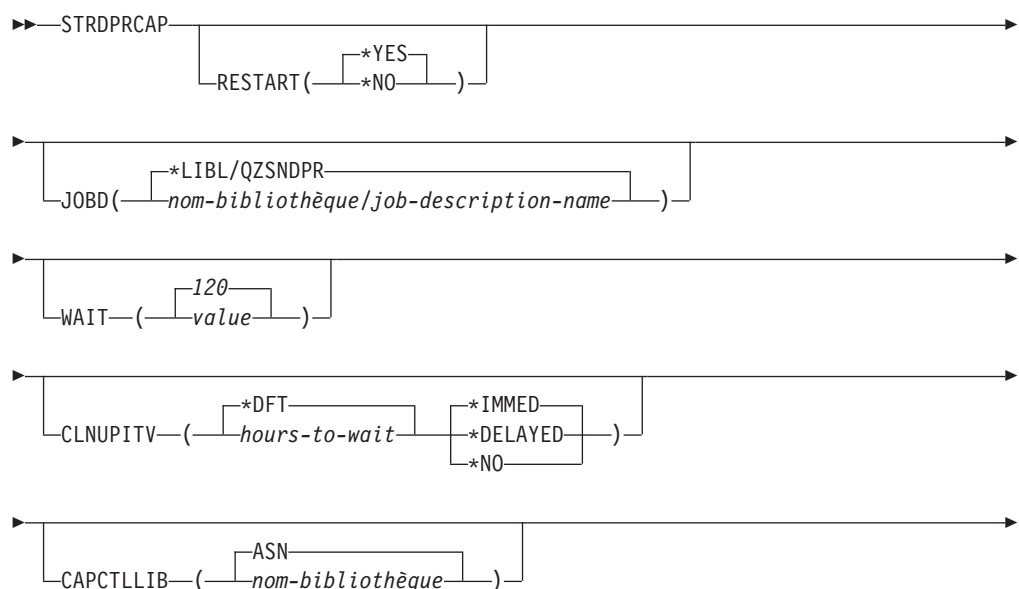 STRDPRCAP
*YES
RESTART( *NO )
*LIBL/QZSNDPR
JOBD( nom-bibliothèque/job-description-name )
120
WAIT ( value )
*DFT *IMMED
CLNUPITV ( hours-to-wait *DELAYED )
*NO
ASN
CAPCTLLIB ( nom-bibliothèque )